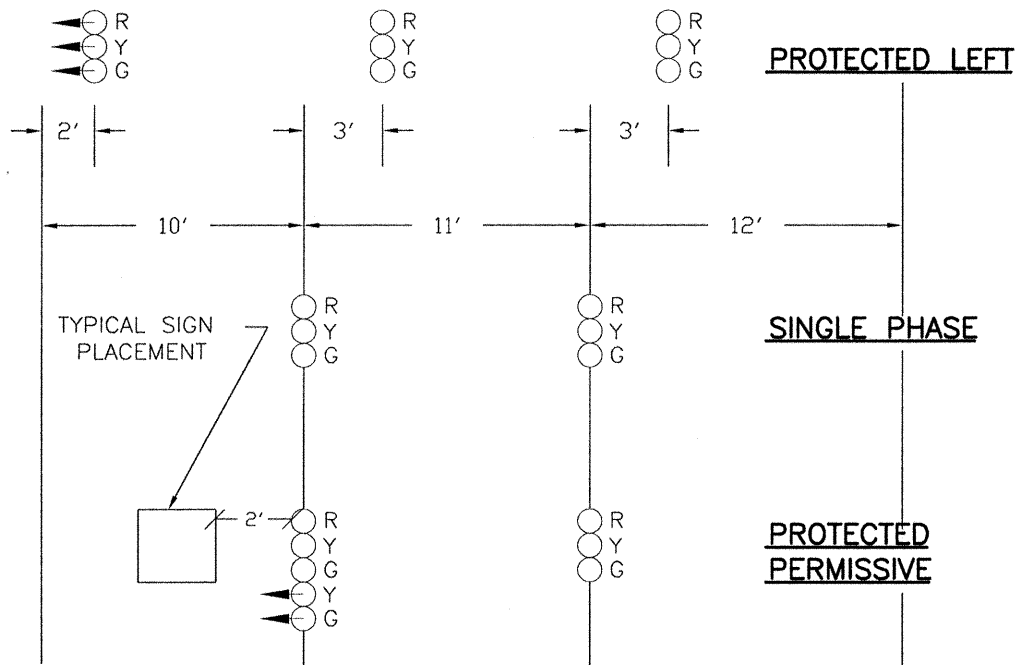 R R R
Y Y Y PROTECTED LEFT
G G G
2' 3' 3'
10' 11' 12'
R R
TYPICAL SIGN Y Y SINGLE PHASE
PLACEMENT G G
2' R R
Y Y PROTECTED
G G PERMISSIVE
Y
G